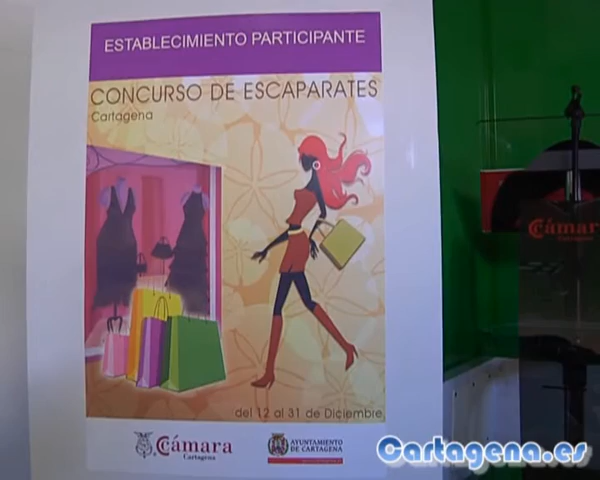 ESTABLECIMIENTO PARTICIPANTE
CONCURSO DE ESCAPARATES
Cartagena
del 12 al 31 de Diciembre
Cámara
Cartagena
AYUNTAMIENTO
DE CARTAGENA
Cámara
Cartagena
Cartagena.es